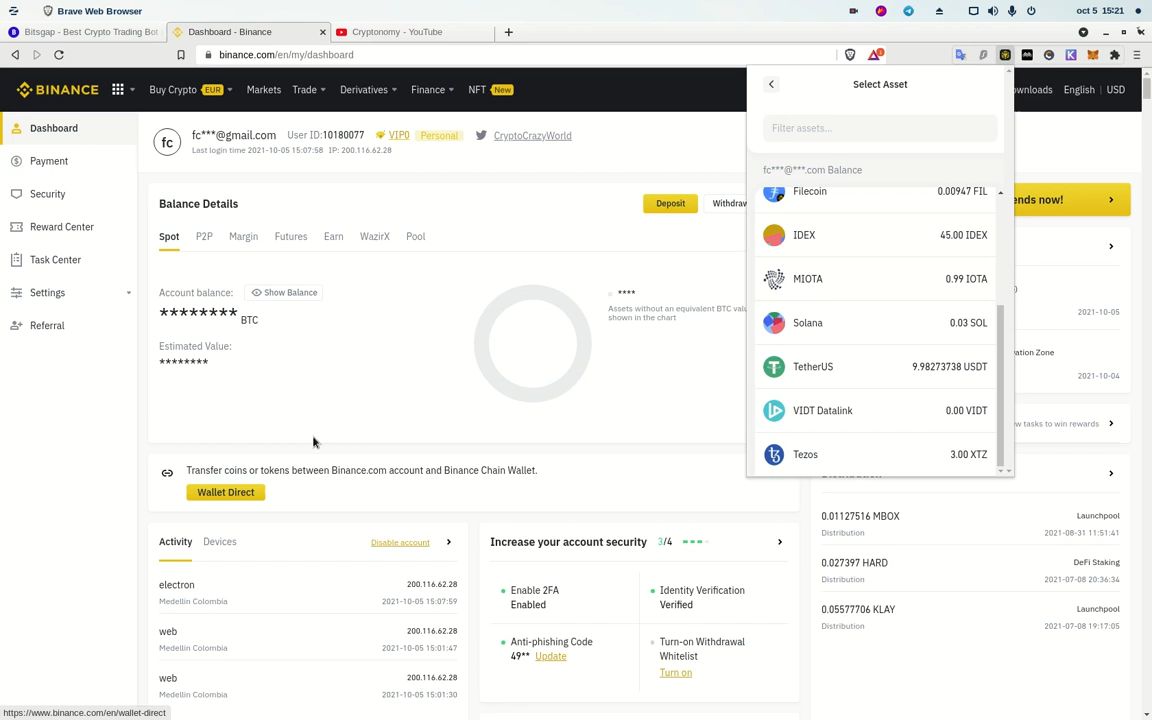 Brave Web Browser
oct 5 15:21
Bitsgap - Best Crypto Trading Bot
Dashboard - Binance
Cryptonomy - YouTube
binance.com/en/my/dashboard
BINANCE
Buy Crypto EUR
Markets
Trade
Derivatives
Finance
NFT New
ownloads
English
USD
Dashboard
Payment
Security
Reward Center
Task Center
Settings
Referral
fc
fc***@gmail.com
User ID:10180077
VIP0
Personal
CryptoCrazyWorld
Last login time 2021-10-05 15:07:58 IP: 200.116.62.28
Balance Details
Deposit
Withdraw
Spot
P2P
Margin
Futures
Earn
WazirX
Pool
Account balance:
Show Balance
******** BTC
Estimated Value:
********
****
Assets without an equivalent BTC valu
shown in the chart
Transfer coins or tokens between Binance.com account and Binance Chain Wallet.
Wallet Direct
Activity
Devices
Disable account
electron
200.116.62.28
Medellin Colombia
2021-10-05 15:07:59
web
200.116.62.28
Medellin Colombia
2021-10-05 15:01:47
web
200.116.62.28
Medellin Colombia
2021-10-05 15:01:30
Increase your account security 3/4
Enable 2FA
Enabled
Identity Verification
Verified
Anti-phishing Code
49** Update
Turn-on Withdrawal
Whitelist
Turn on
Select Asset
Filter assets...
fc***@***.com Balance
Filecoin
0.00947 FIL
IDEX
45.00 IDEX
MIOTA
0.99 IOTA
Solana
0.03 SOL
TetherUS
9.98273738 USDT
VIDT Datalink
0.00 VIDT
Tezos
3.00 XTZ
ends now!
2021-10-05
vation Zone
2021-10-04
ew tasks to win rewards
0.01127516 MBOX
Launchpool
Distribution
2021-08-31 11:51:41
0.027397 HARD
DeFi Staking
Distribution
2021-07-08 20:36:34
0.05577706 KLAY
Launchpool
Distribution
2021-07-08 19:17:05
https://www.binance.com/en/wallet-direct